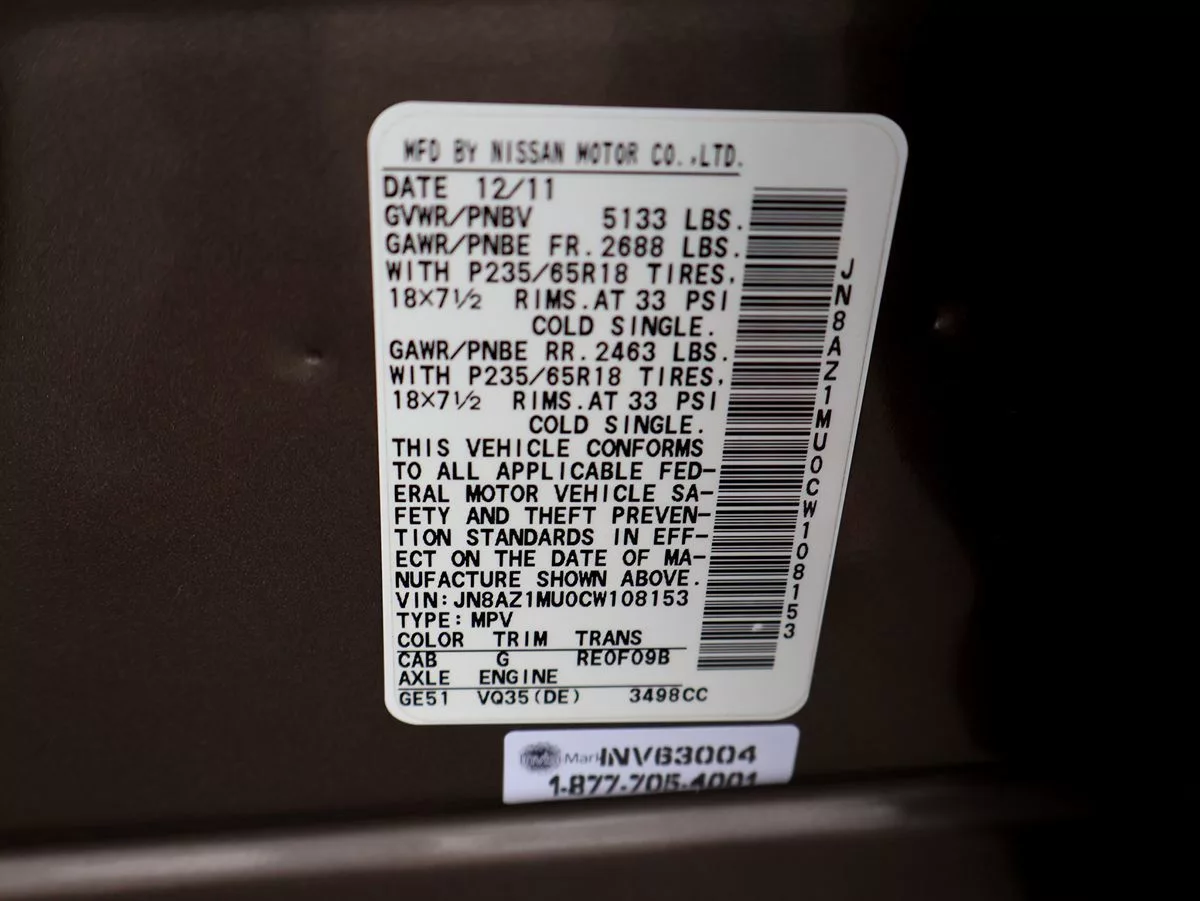 MFD BY NISSAN MOTOR CO.,LTD.
DATE 12/11
GVWR/PNBV 5133 LBS.
GAWR/PNBE FR. 2688 LBS.
WITH P235/65R18 TIRES,
18×7½ RIMS. AT 33 PSI
COLD SINGLE.
GAWR/PNBE RR. 2463 LBS.
WITH P235/65R18 TIRES,
18×7½ RIMS. AT 33 PSI
COLD SINGLE.
THIS VEHICLE CONFORMS
TO ALL APPLICABLE FED-
ERAL MOTOR VEHICLE SA-
FETY AND THEFT PREVEN-
TION STANDARDS IN EFF-
ECT ON THE DATE OF MA-
NUFACTURE SHOWN ABOVE.
VIN: JN8AZ1MU0CW108153
TYPE: MPV
COLOR TRIM TRANS
CAB G RE0F09B
AXLE ENGINE
GE51 VQ35(DE) 3498CC
JN8AZ1MU0CW108153
INV63004
1-877-705-4001